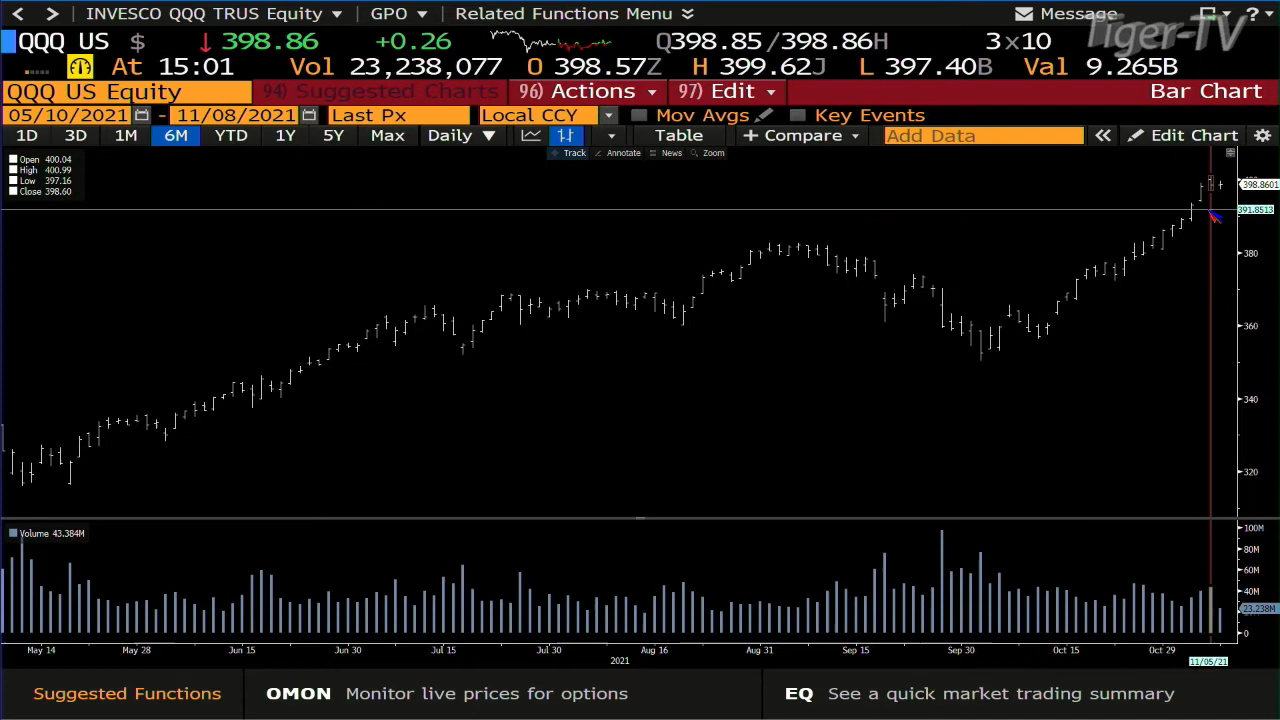 INVESCO QQQ TRUS Equity GPO Related Functions Menu Message ?
Tiger-TV
QQQ US $ 398.86 +0.26 Q398.85/398.86H 3×10
At 15:01 Vol 23,238,077 O 398.57Z H 399.62J L 397.40B Val 9.265B
QQQ US Equity 94) Suggested Charts 96) Actions 97) Edit Bar Chart
05/10/2021 - 11/08/2021 Last Px Local CCY Mov Avgs Key Events
1D 3D 1M 6M YTD 1Y 5Y Max Daily Table + Compare Add Data « Edit Chart
Track Annotate News Zoom
Open 400.04
High 400.99
Low 397.16
Close 398.60
398.8601
391.8513
380
360
340
320
Volume 43.384M
100M
80M
60M
40M
23.238M
0
May 14 May 28 Jun 15 Jun 30 Jul 15 Jul 30 Aug 16 Aug 31 Sep 15 Sep 30 Oct 15 Oct 29
2021 11/05/21
Suggested Functions OMON Monitor live prices for options EQ See a quick market trading summary